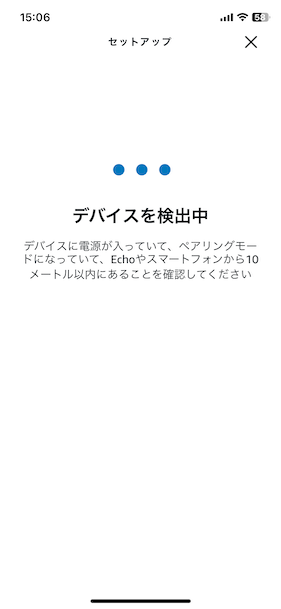 15:06
58
セットアップ
デバイスを検出中
デバイスに電源が入っていて、ペアリングモー
ドになっていて、Echoやスマートフォンから10
メートル以内にあることを確認してください